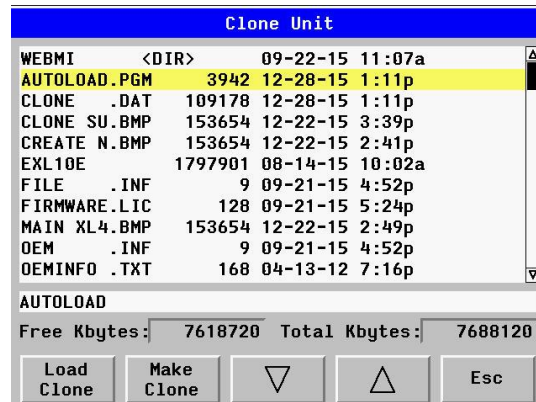 Clone Unit
WEBMI <DIR> 09-22-15 11:07a
AUTOLOAD.PGM 3942 12-28-15 1:11p
CLONE .DAT 109178 12-28-15 1:11p
CLONE SU.BMP 153654 12-22-15 3:39p
CREATE N.BMP 153654 12-22-15 2:41p
EXL10E 1797901 08-14-15 10:02a
FILE .INF 9 09-21-15 4:52p
FIRMWARE.LIC 128 09-21-15 5:24p
MAIN XL4.BMP 153654 12-22-15 2:49p
OEM .INF 9 09-21-15 4:52p
OEMINFO .TXT 168 04-13-12 7:16p
AUTOLOAD
Free Kbytes: 7618720 Total Kbytes: 7688120
Load Clone
Make Clone
Esc